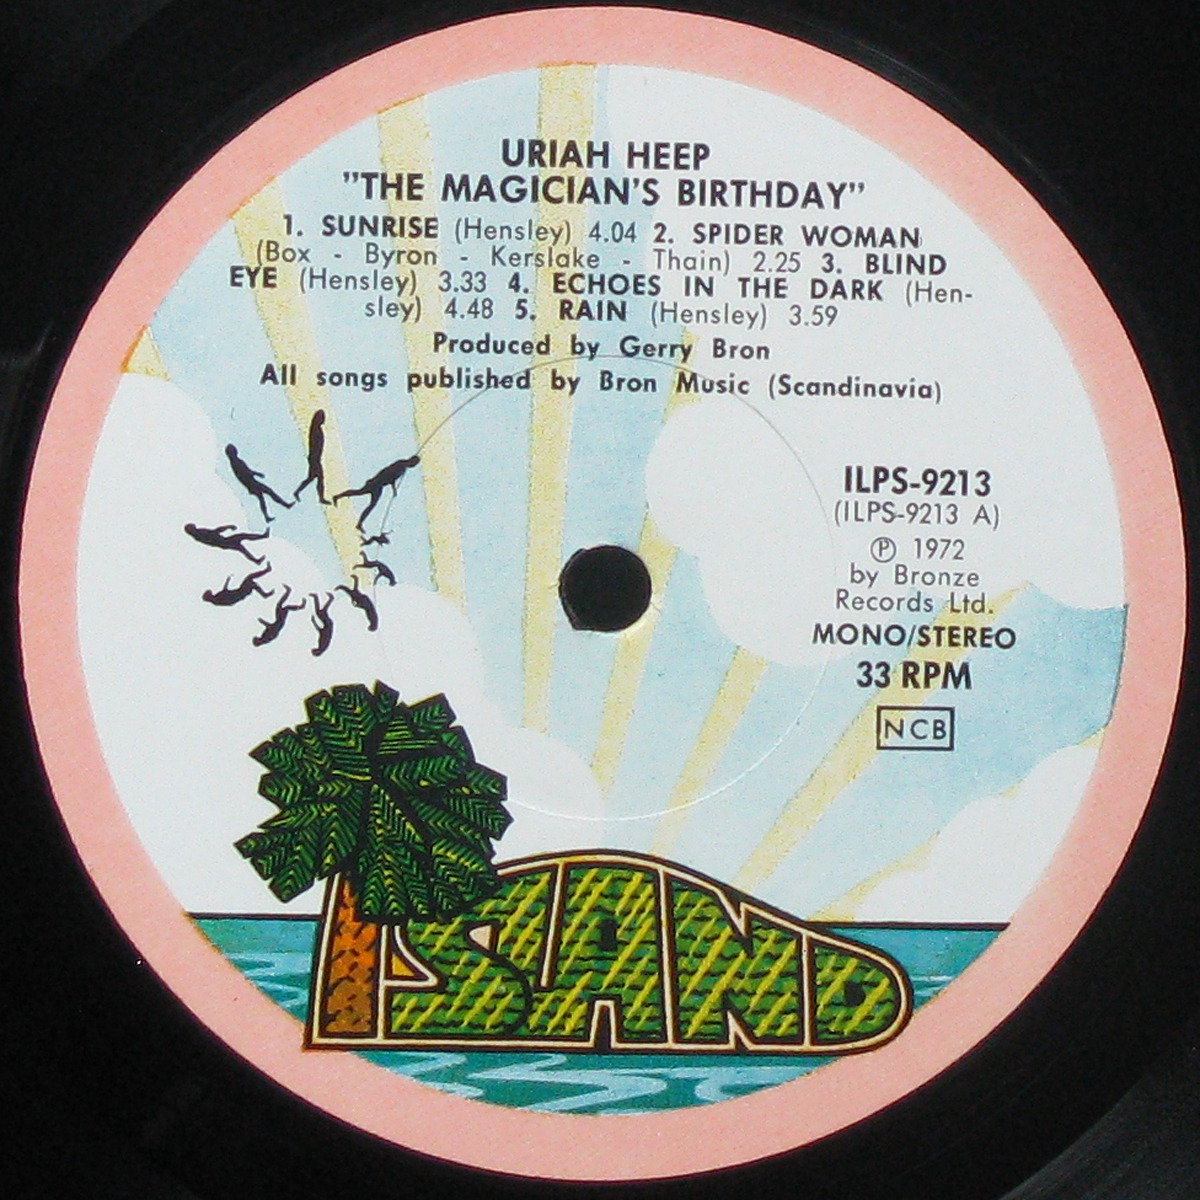 URIAH HEEP
"THE MAGICIAN'S BIRTHDAY"
1. SUNRISE (Hensley) 4.04 2. SPIDER WOMAN
(Box - Byron - Kerslake - Thain) 2.25 3. BLIND
EYE (Hensley) 3.33 4. ECHOES IN THE DARK (Hen-
sley) 4.48 5. RAIN (Hensley) 3.59
Produced by Gerry Bron
All songs published by Bron Music (Scandinavia)
ILPS-9213
(ILPS-9213 A)
℗ 1972
by Bronze
Records Ltd.
MONO/STEREO
33 RPM
NCB
ISLAND